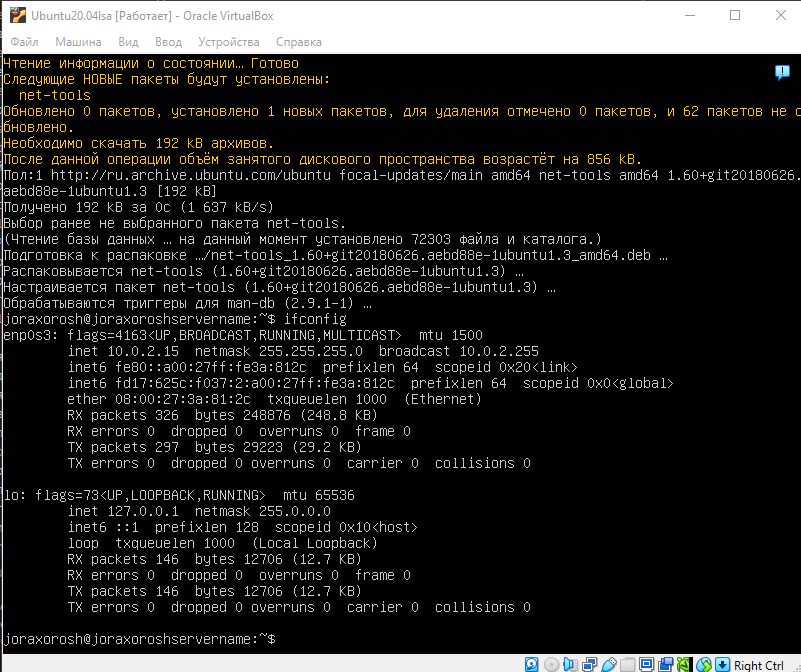 Ubuntu20.04lsa [Работает] - Oracle VirtualBox
Файл Машина Вид Ввод Устройства Справка
Чтение информации о состоянии… Готово
Следующие НОВЫЕ пакеты будут установлены:
  net-tools
Обновлено 0 пакетов, установлено 1 новых пакетов, для удаления отмечено 0 пакетов, и 62 пакетов не о
бновлено.
Необходимо скачать 192 kB архивов.
После данной операции объём занятого дискового пространства возрастёт на 856 kB.
Пол:1 http://ru.archive.ubuntu.com/ubuntu focal-updates/main amd64 net-tools amd64 1.60+git20180626.
aebd88e-1ubuntu1.3 [192 kB]
Получено 192 kB за 0с (1 637 kB/s)
Выбор ранее не выбранного пакета net-tools.
(Чтение базы данных … на данный момент установлено 72303 файла и каталога.)
Подготовка к распаковке …/net-tools_1.60+git20180626.aebd88e-1ubuntu1.3_amd64.deb …
Распаковывается net-tools (1.60+git20180626.aebd88e-1ubuntu1.3) …
Настраивается пакет net-tools (1.60+git20180626.aebd88e-1ubuntu1.3) …
Обрабатываются триггеры для man-db (2.9.1-1) …
joraxorosh@joraxoroshservername:~$ ifconfig
enp0s3: flags=4163<UP,BROADCAST,RUNNING,MULTICAST>  mtu 1500
        inet 10.0.2.15  netmask 255.255.255.0  broadcast 10.0.2.255
        inet6 fe80::a00:27ff:fe3a:812c  prefixlen 64  scopeid 0x20<link>
        inet6 fd17:625c:f037:2:a00:27ff:fe3a:812c  prefixlen 64  scopeid 0x0<global>
        ether 08:00:27:3a:81:2c  txqueuelen 1000  (Ethernet)
        RX packets 326  bytes 248876 (248.8 KB)
        RX errors 0  dropped 0  overruns 0  frame 0
        TX packets 297  bytes 29223 (29.2 KB)
        TX errors 0  dropped 0 overruns 0  carrier 0  collisions 0
lo: flags=73<UP,LOOPBACK,RUNNING>  mtu 65536
        inet 127.0.0.1  netmask 255.0.0.0
        inet6 ::1  prefixlen 128  scopeid 0x10<host>
        loop  txqueuelen 1000  (Local Loopback)
        RX packets 146  bytes 12706 (12.7 KB)
        RX errors 0  dropped 0  overruns 0  frame 0
        TX packets 146  bytes 12706 (12.7 KB)
        TX errors 0  dropped 0 overruns 0  carrier 0  collisions 0
joraxorosh@joraxoroshservername:~$
Right Ctrl